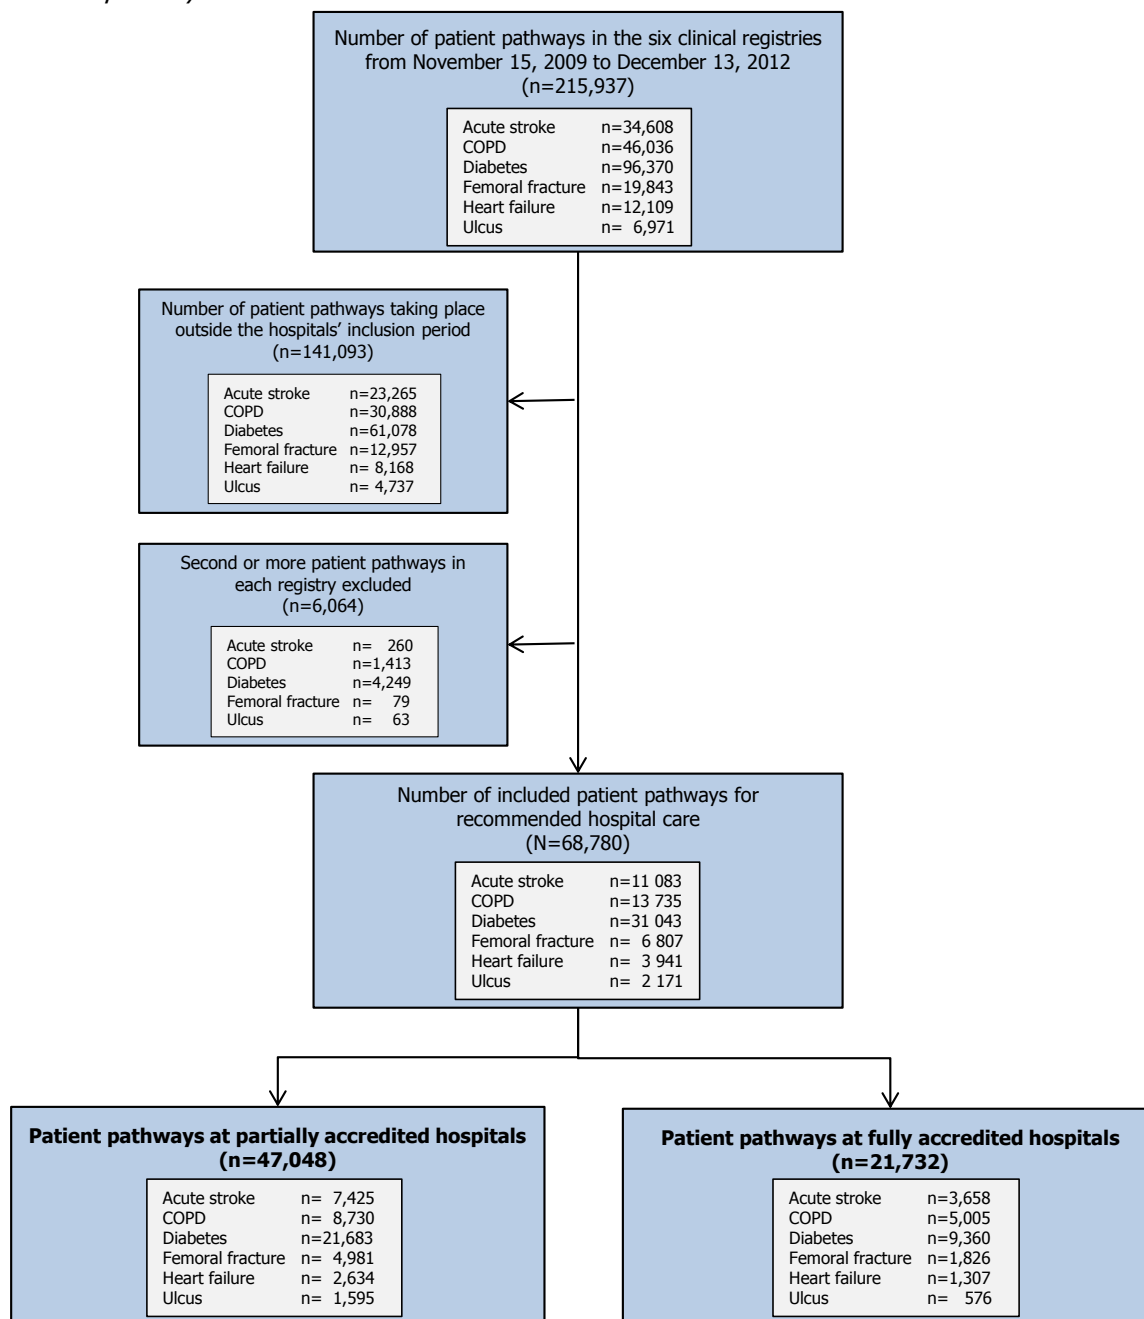 Number of patient pathways in the six clinical registries
from November 15, 2009 to December 13, 2012
(n=215,937)
Acute stroke n=34,608
COPD n=46,036
Diabetes n=96,370
Femoral fracture n=19,843
Heart failure n=12,109
Ulcus n= 6,971
Number of patient pathways taking place
outside the hospitals’ inclusion period
(n=141,093)
Acute stroke n=23,265
COPD n=30,888
Diabetes n=61,078
Femoral fracture n=12,957
Heart failure n= 8,168
Ulcus n= 4,737
Second or more patient pathways in
each registry excluded
(n=6,064)
Acute stroke n= 260
COPD n=1,413
Diabetes n=4,249
Femoral fracture n= 79
Ulcus n= 63
Number of included patient pathways for
recommended hospital care
(N=68,780)
Acute stroke n=11 083
COPD n=13 735
Diabetes n=31 043
Femoral fracture n= 6 807
Heart failure n= 3 941
Ulcus n= 2 171
Patient pathways at partially accredited hospitals
(n=47,048)
Acute stroke n= 7,425
COPD n= 8,730
Diabetes n=21,683
Femoral fracture n= 4,981
Heart failure n= 2,634
Ulcus n= 1,595
Patient pathways at fully accredited hospitals
(n=21,732)
Acute stroke n=3,658
COPD n=5,005
Diabetes n=9,360
Femoral fracture n=1,826
Heart failure n=1,307
Ulcus n= 576